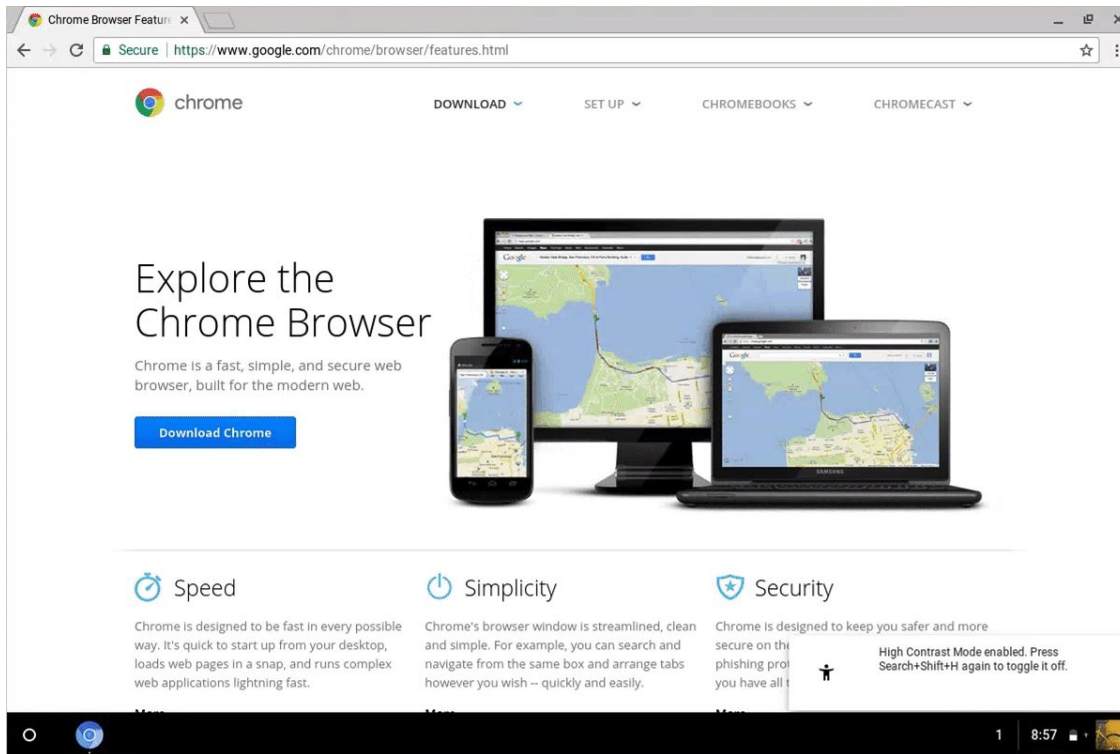 Chrome Browser Feature
Secure | https://www.google.com/chrome/browser/features.html
chrome
DOWNLOAD
SET UP
CHROMEBOOKS
CHROMECAST
Explore the
Chrome Browser
Chrome is a fast, simple, and secure web
browser, built for the modern web.
Download Chrome
Google
Google
SAMSUNG
Speed
Chrome is designed to be fast in every possible
way. It's quick to start up from your desktop,
loads web pages in a snap, and runs complex
web applications lightning fast.
Simplicity
Chrome's browser window is streamlined, clean
and simple. For example, you can search and
navigate from the same box and arrange tabs
however you wish -- quickly and easily.
Security
Chrome is designed to keep you safer and more
secure on the
phishing
you have all
High Contrast Mode enabled. Press
Search+Shift+H again to toggle it off.
1
8:57